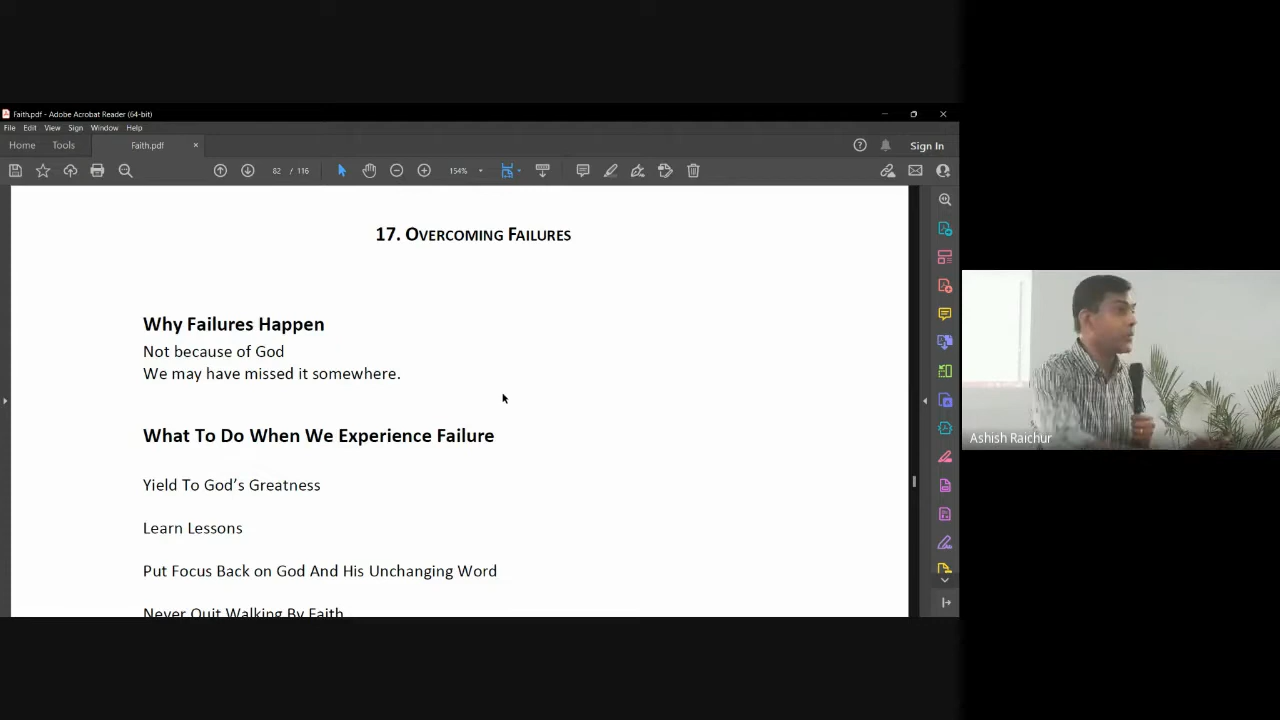 Faith.pdf - Adobe Acrobat Reader (64-bit)
File Edit View Sign Window Help
Home Tools Faith.pdf × Sign In
82 / 116 154%
17. OVERCOMING FAILURES
Why Failures Happen
Not because of God
We may have missed it somewhere.
What To Do When We Experience Failure
Yield To God's Greatness
Learn Lessons
Put Focus Back on God And His Unchanging Word
Never Quit Walking By Faith
Ashish Raichur